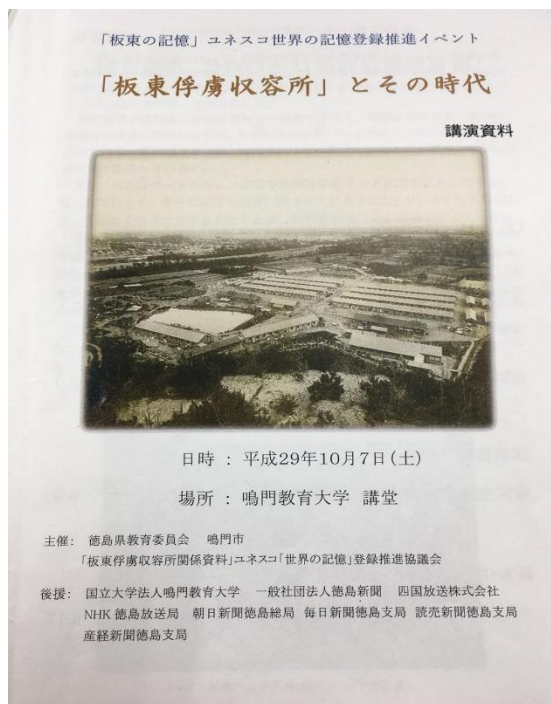 「板東の記憶」ユネスコ世界の記憶登録推進イベント
「板東俘虜収容所」とその時代
講演資料
日時 : 平成29年10月7日(土)
場所 : 鳴門教育大学 講堂
主催: 徳島県教育委員会 鳴門市
「板東俘虜収容所関係資料」ユネスコ「世界の記憶」登録推進協議会
後援: 国立大学法人鳴門教育大学 一般社団法人徳島新聞 四国放送株式会社
NHK 徳島放送局 朝日新聞徳島総局 毎日新聞徳島支局 読売新聞徳島支局
産経新聞徳島支局